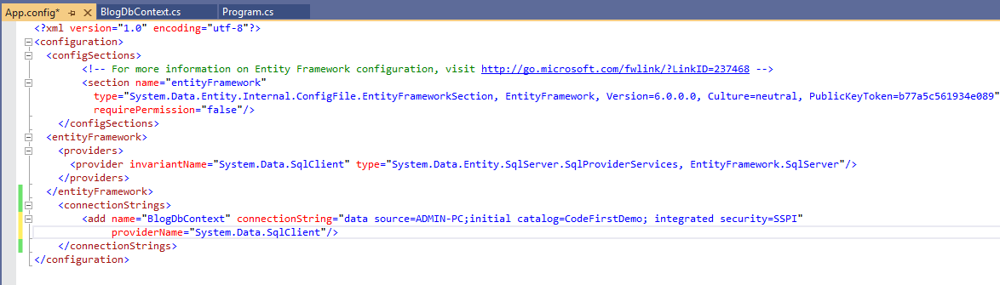 App.config* BlogDbContext.cs Program.cs
<?xml version="1.0" encoding="utf-8"?>
<configuration>
<configSections>
<!-- For more information on Entity Framework configuration, visit http://go.microsoft.com/fwlink/?LinkID=237468 -->
<section name="entityFramework"
type="System.Data.Entity.Internal.ConfigFile.EntityFrameworkSection, EntityFramework, Version=6.0.0.0, Culture=neutral, PublicKeyToken=b77a5c561934e089"
requirePermission="false"/>
</configSections>
<entityFramework>
<providers>
<provider invariantName="System.Data.SqlClient" type="System.Data.Entity.SqlServer.SqlProviderServices, EntityFramework.SqlServer"/>
</providers>
</entityFramework>
<connectionStrings>
<add name="BlogDbContext" connectionString="data source=ADMIN-PC;initial catalog=CodeFirstDemo; integrated security=SSPI"
providerName="System.Data.SqlClient"/>
</connectionStrings>
</configuration>